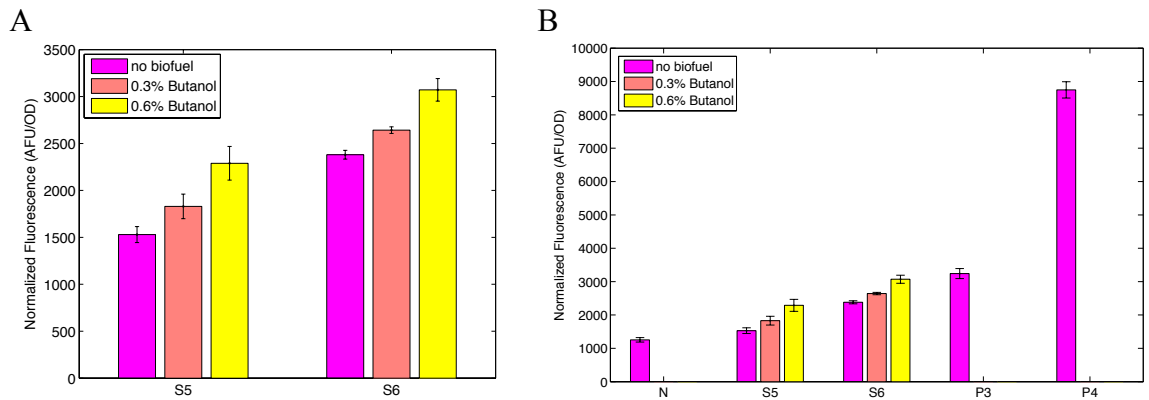 A
Normalized Fluorescence (AFU/OD)
3500
3000
2500
2000
1500
1000
500
0
no biofuel
0.3% Butanol
0.6% Butanol
S5 S6
B
Normalized Fluorescence (AFU/OD)
10000
9000
8000
7000
6000
5000
4000
3000
2000
1000
0
no biofuel
0.3% Butanol
0.6% Butanol
N S5 S6 P3 P4